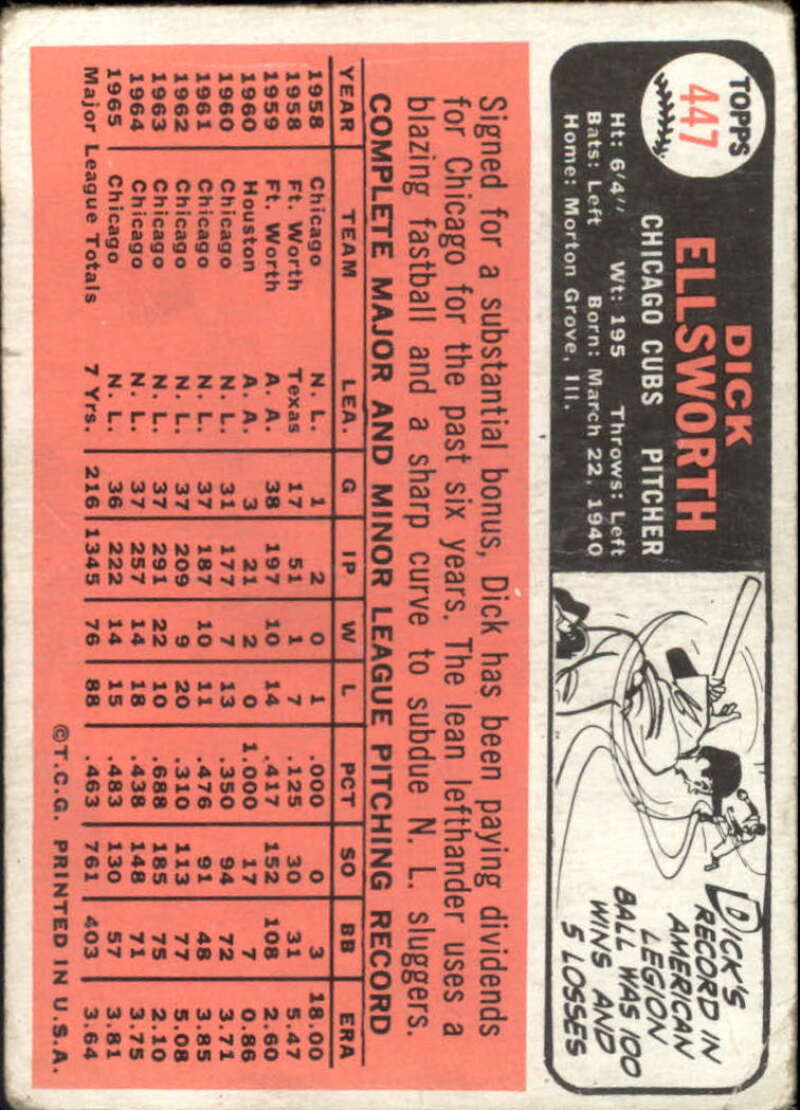 TOPPS
447
DICK
ELLSWORTH
CHICAGO CUBS PITCHER
Ht: 6'4" Wt: 195 Throws: Left
Bats: Left Born: March 22, 1940
Home: Morton Grove, Ill.
DICK'S
RECORD IN
AMERICAN
LEGION
BALL WAS 100
WINS AND
5 LOSSES
Signed for a substantial bonus, Dick has been paying dividends
for Chicago for the past six years. The lean lefthander uses a
blazing fastball and a sharp curve to subdue N. L. sluggers.
COMPLETE MAJOR AND MINOR LEAGUE PITCHING RECORD
YEAR TEAM LEA. G IP W L PCT SO BB ERA
1958 Chicago N. L. 1 2 0 1 .000 0 3 18.00
1958 Ft. Worth Texas 17 51 1 7 .125 30 31 5.47
1959 Ft. Worth A. A. 38 197 10 14 .417 152 108 2.60
1960 Houston A. A. 3 21 2 0 1.000 17 7 0.86
1960 Chicago N. L. 31 177 7 13 .350 94 72 3.71
1961 Chicago N. L. 37 187 10 11 .476 91 48 3.85
1962 Chicago N. L. 37 209 9 20 .310 113 77 5.08
1963 Chicago N. L. 37 291 22 10 .688 185 75 2.10
1964 Chicago N. L. 37 257 14 18 .438 148 71 3.75
1965 Chicago N. L. 36 222 14 15 .483 130 57 3.81
Major League Totals 7 Yrs. 216 1345 76 88 .463 761 403 3.64
©T.C.G. PRINTED IN U.S.A.